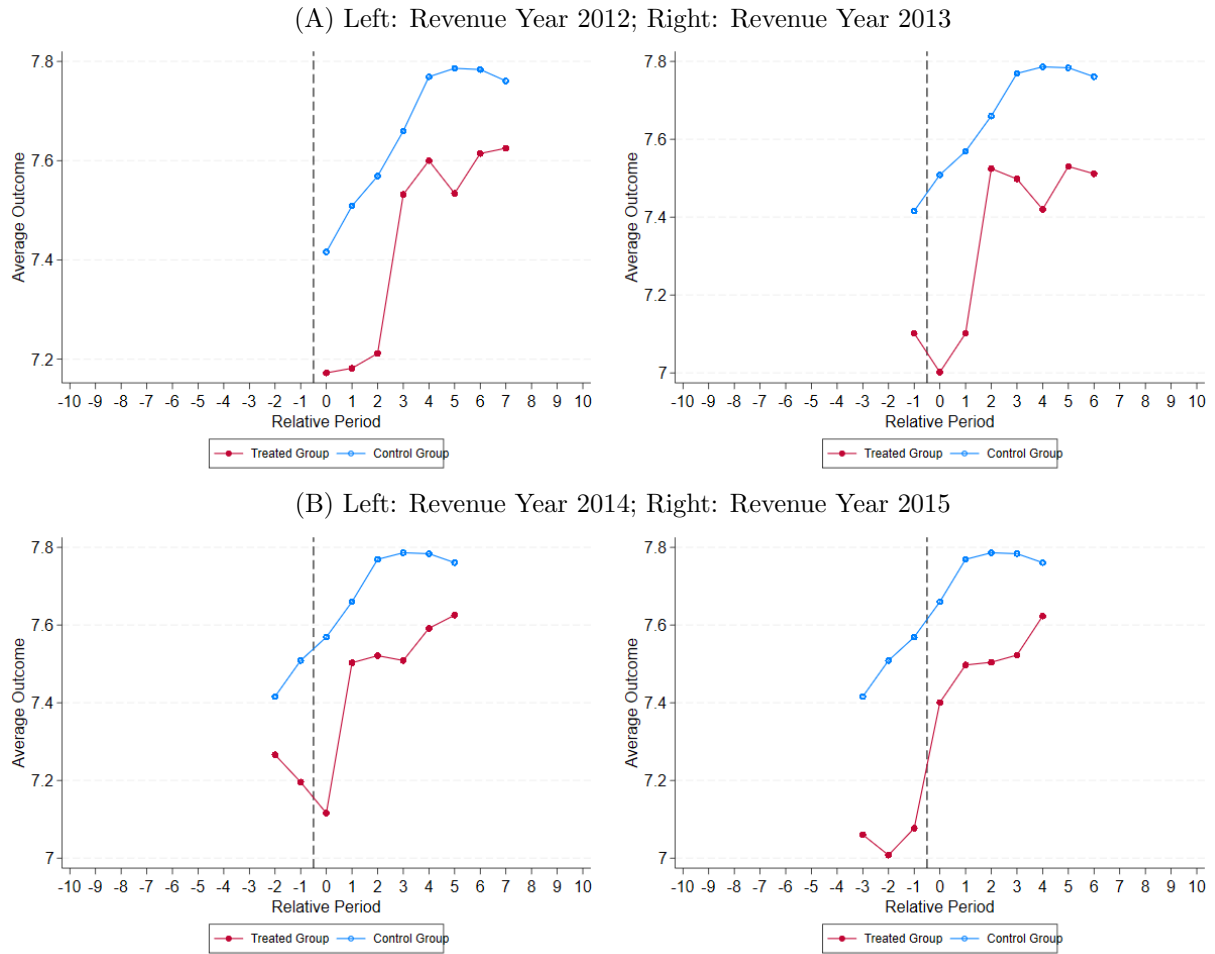 (A) Left: Revenue Year 2012; Right: Revenue Year 2013
7.8
7.6
7.4
7.2
Average Outcome
-10 -9 -8 -7 -6 -5 -4 -3 -2 -1 0 1 2 3 4 5 6 7 8 9 10
Relative Period
Treated Group Control Group
7.8
7.6
7.4
7.2
7
Average Outcome
-10 -9 -8 -7 -6 -5 -4 -3 -2 -1 0 1 2 3 4 5 6 7 8 9 10
Relative Period
Treated Group Control Group
(B) Left: Revenue Year 2014; Right: Revenue Year 2015
7.8
7.6
7.4
7.2
7
Average Outcome
-10 -9 -8 -7 -6 -5 -4 -3 -2 -1 0 1 2 3 4 5 6 7 8 9 10
Relative Period
Treated Group Control Group
7.8
7.6
7.4
7.2
7
Average Outcome
-10 -9 -8 -7 -6 -5 -4 -3 -2 -1 0 1 2 3 4 5 6 7 8 9 10
Relative Period
Treated Group Control Group